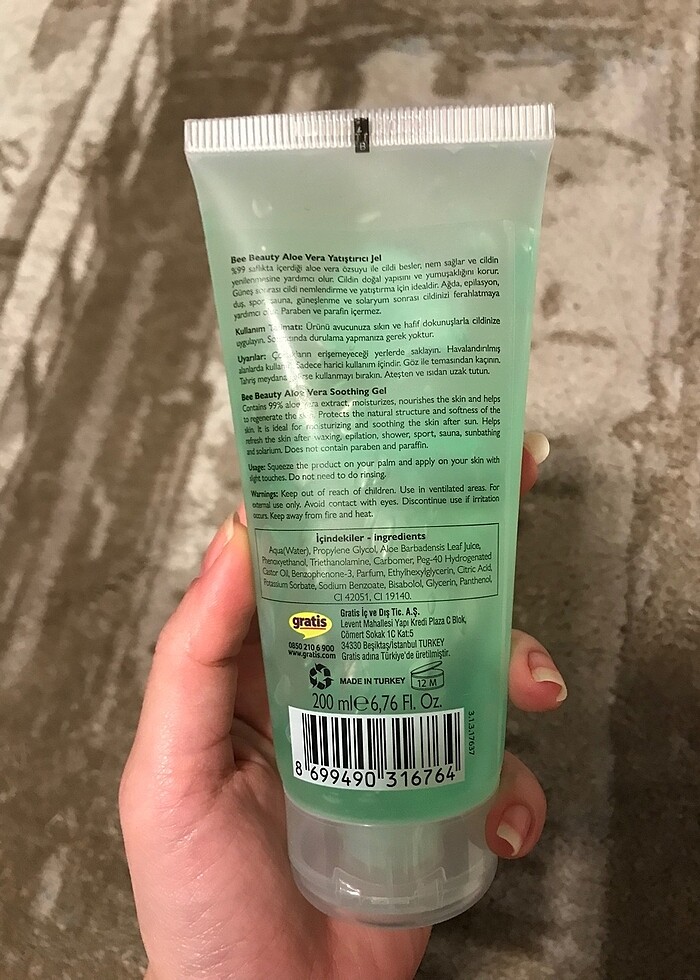 Bee Beauty Aloe Vera Yatıştırıcı Jel
%99 saflıkta içerdiği aloe vera özsuyu ile cildi besler, nem sağlar ve cildin
yenilenmesine yardımcı olur. Cildin doğal yapısını ve yumuşaklığını korur.
Güneş sonrası cildi nemlendirme ve yatıştırma için idealdir. Ağda, epilasyon,
duş, spor, sauna, güneşlenme ve solaryum sonrası cildinizi ferahlatmaya
yardımcı olur. Paraben ve parafin içermez.
Kullanım Talimatı: Ürünü avucunuza sıkın ve hafif dokunuşlarla cildinize
uygulayın. Sonrasında durulama yapmanıza gerek yoktur.
Uyarılar: Çocukların erişemeyeceği yerlerde saklayın. Havalandırılmış
alanlarda kullanın. Sadece harici kullanım içindir. Göz ile temasından kaçının.
Tahriş meydana gelirse kullanmayı bırakın. Ateşten ve ısıdan uzak tutun.
Bee Beauty Aloe Vera Soothing Gel
Contains 99% aloe vera extract, moisturizes, nourishes the skin and helps
to regenerate the skin. Protects the natural structure and softness of the
skin. It is ideal for moisturizing and soothing the skin after sun. Helps
refresh the skin after waxing, epilation, shower, sport, sauna, sunbathing
and solarium. Does not contain paraben and paraffin.
Usage: Squeeze the product on your palm and apply on your skin with
slight touches. Do not need to do rinsing.
Warnings: Keep out of reach of children. Use in ventilated areas. For
external use only. Avoid contact with eyes. Discontinue use if irritation
occurs. Keep away from fire and heat.
İçindekiler - ingredients
Aqua(Water), Propylene Glycol, Aloe Barbadensis Leaf Juice,
Phenoxyethanol, Triethanolamine, Carbomer, Peg-40 Hydrogenated
Castor Oil, Benzophenone-3, Parfum, Ethylhexylglycerin, Citric Acid,
Potassium Sorbate, Sodium Benzoate, Bisabolol, Glycerin, Panthenol,
CI 42051, CI 19140.
gratis
0850 210 6 900
www.gratis.com
Gratis İç ve Dış Tic. A.Ş.
Levent Mahallesi Yapı Kredi Plaza C Blok,
Cömert Sokak 1C Kat:5
34330 Beşiktaş/İstanbul TURKEY
Gratis adına Türkiye'de üretilmiştir.
MADE IN TURKEY
12 M
200 ml℮6,76 Fl. Oz.
3.1.3.17637
8 699490 316764